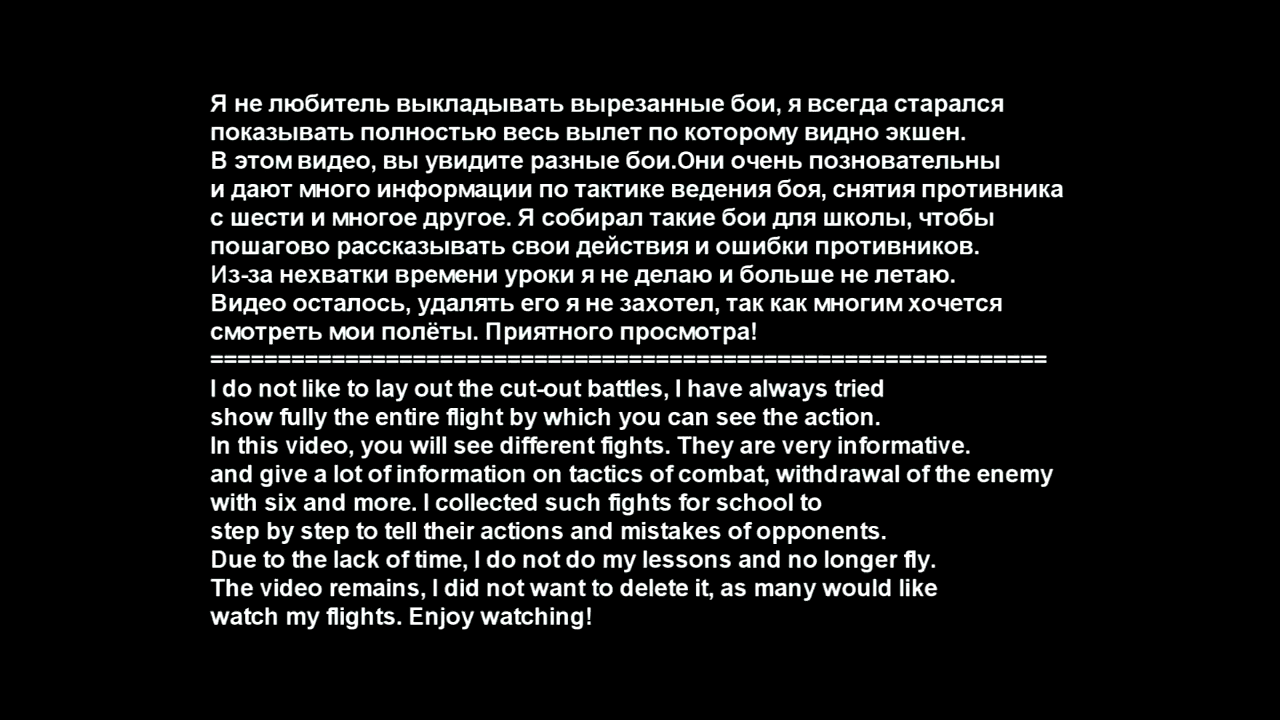 Я не любитель выкладывать вырезанные бои, я всегда старался
показывать полностью весь вылет по которому видно экшен.
В этом видео, вы увидите разные бои.Они очень позновательны
и дают много информации по тактике ведения боя, снятия противника
с шести и многое другое. Я собирал такие бои для школы, чтобы
пошагово рассказывать свои действия и ошибки противников.
Из-за нехватки времени уроки я не делаю и больше не летаю.
Видео осталось, удалять его я не захотел, так как многим хочется
смотреть мои полёты. Приятного просмотра!
==============================================================
I do not like to lay out the cut-out battles, I have always tried
show fully the entire flight by which you can see the action.
In this video, you will see different fights. They are very informative.
and give a lot of information on tactics of combat, withdrawal of the enemy
with six and more. I collected such fights for school to
step by step to tell their actions and mistakes of opponents.
Due to the lack of time, I do not do my lessons and no longer fly.
The video remains, I did not want to delete it, as many would like
watch my flights. Enjoy watching!